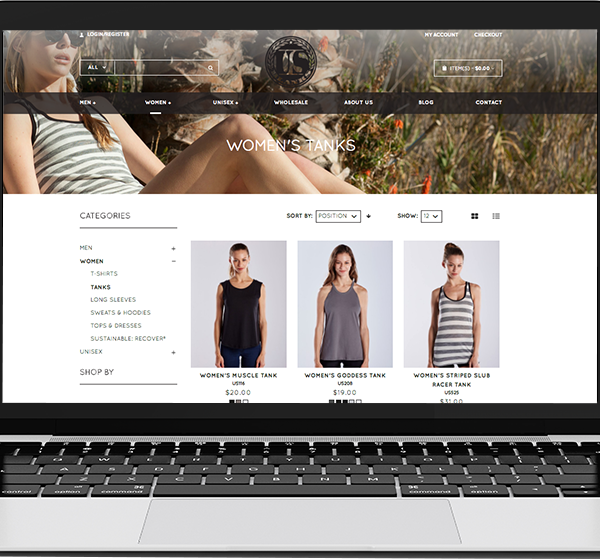 LOGIN/REGISTER
MY ACCOUNT
CHECKOUT
US
ALL
ITEM(S) - $0.00
MEN +
WOMEN +
UNISEX +
WHOLESALE
ABOUT US
BLOG
CONTACT
WOMEN'S TANKS
CATEGORIES
SORT BY: POSITION
SHOW: 12
MEN +
WOMEN −
T-SHIRTS
TANKS
LONG SLEEVES
SWEATS & HOODIES
TOPS & DRESSES
SUSTAINABLE: RECOVER®
UNISEX +
SHOP BY
WOMEN'S MUSCLE TANK
US116
$20.00
WOMEN'S GODDESS TANK
US208
$19.00
WOMEN'S STRIPED SLUB
RACER TANK
US525
$31.00
control option command command option